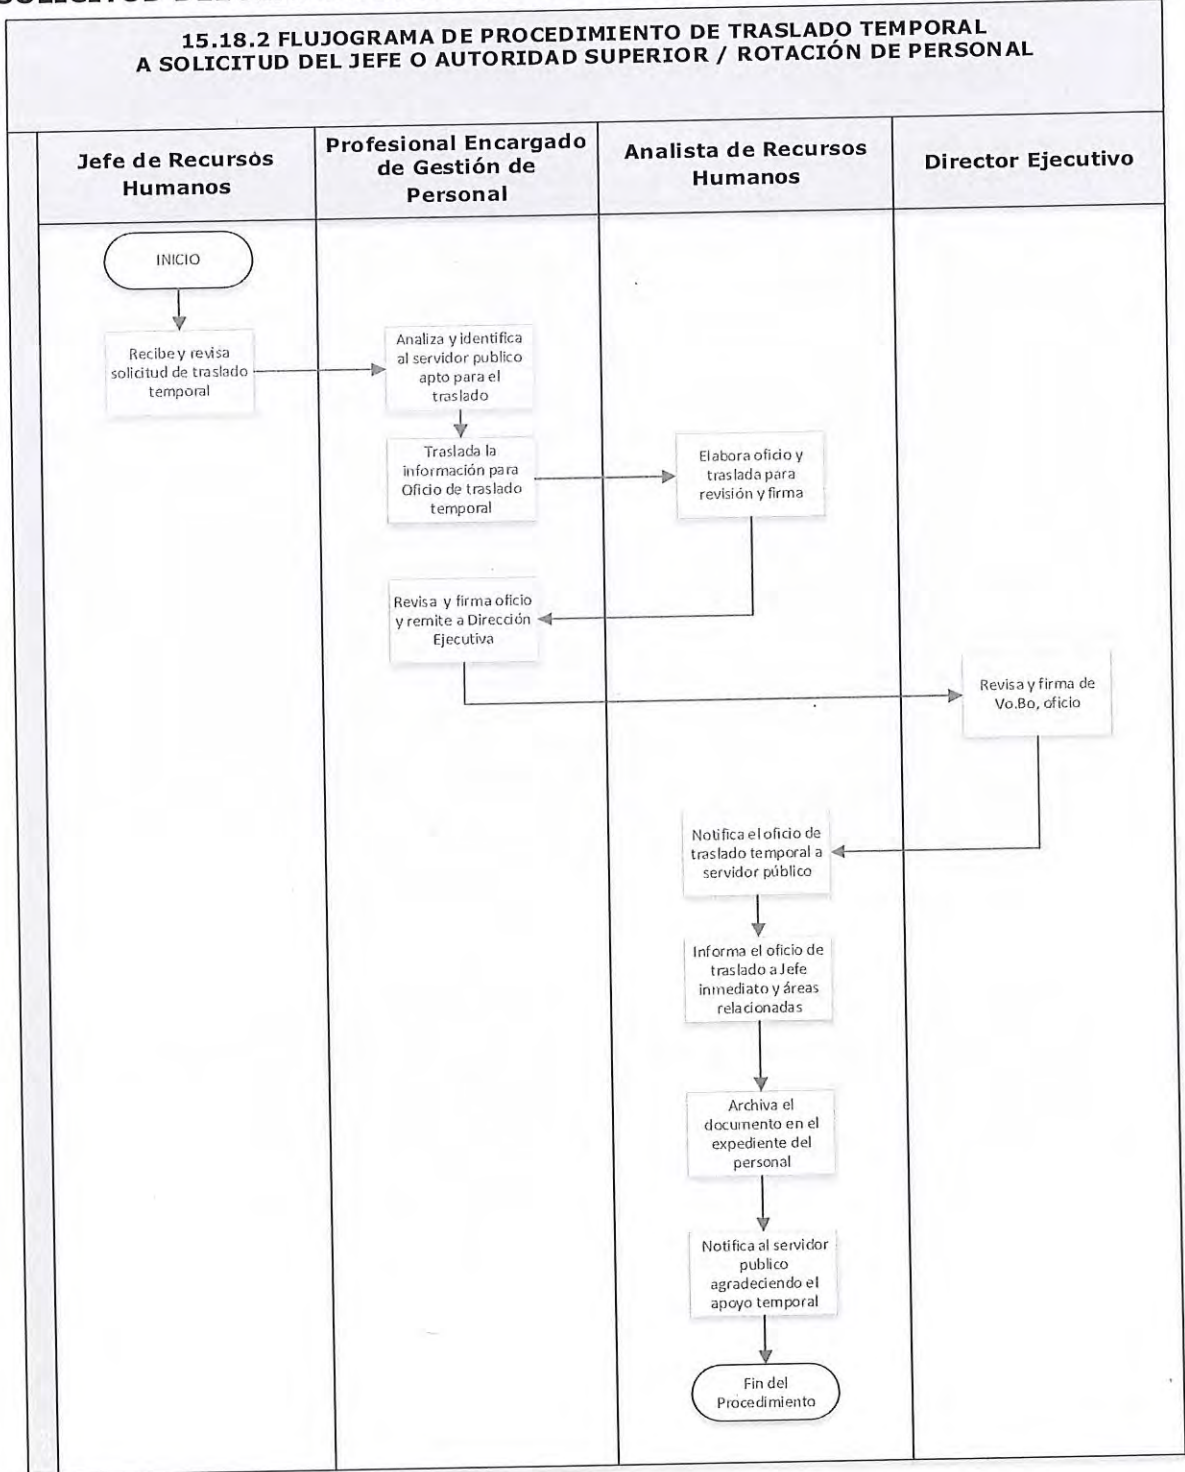 15.18.2 FLUJOGRAMA DE PROCEDIMIENTO DE TRASLADO TEMPORAL
A SOLICITUD DEL JEFE O AUTORIDAD SUPERIOR / ROTACIÓN DE PERSONAL
Jefe de Recursos
Humanos
Profesional Encargado
de Gestión de
Personal
Analista de Recursos
Humanos
Director Ejecutivo
INICIO
Recibe y revisa
solicitud de traslado
temporal
Analiza y identifica
al servidor publico
apto para el
traslado
Traslada la
información para
Oficio de traslado
temporal
Elabora oficio y
traslada para
revisión y firma
Revisa y firma oficio
y remite a Dirección
Ejecutiva
Revisa y firma de
Vo.Bo, oficio
Notifica el oficio de
traslado temporal a
servidor público
Informa el oficio de
traslado a Jefe
inmediato y áreas
relacionadas
Archiva el
documento en el
expediente del
personal
Notifica al servidor
publico
agradeciendo el
apoyo temporal
Fin del
Procedimiento